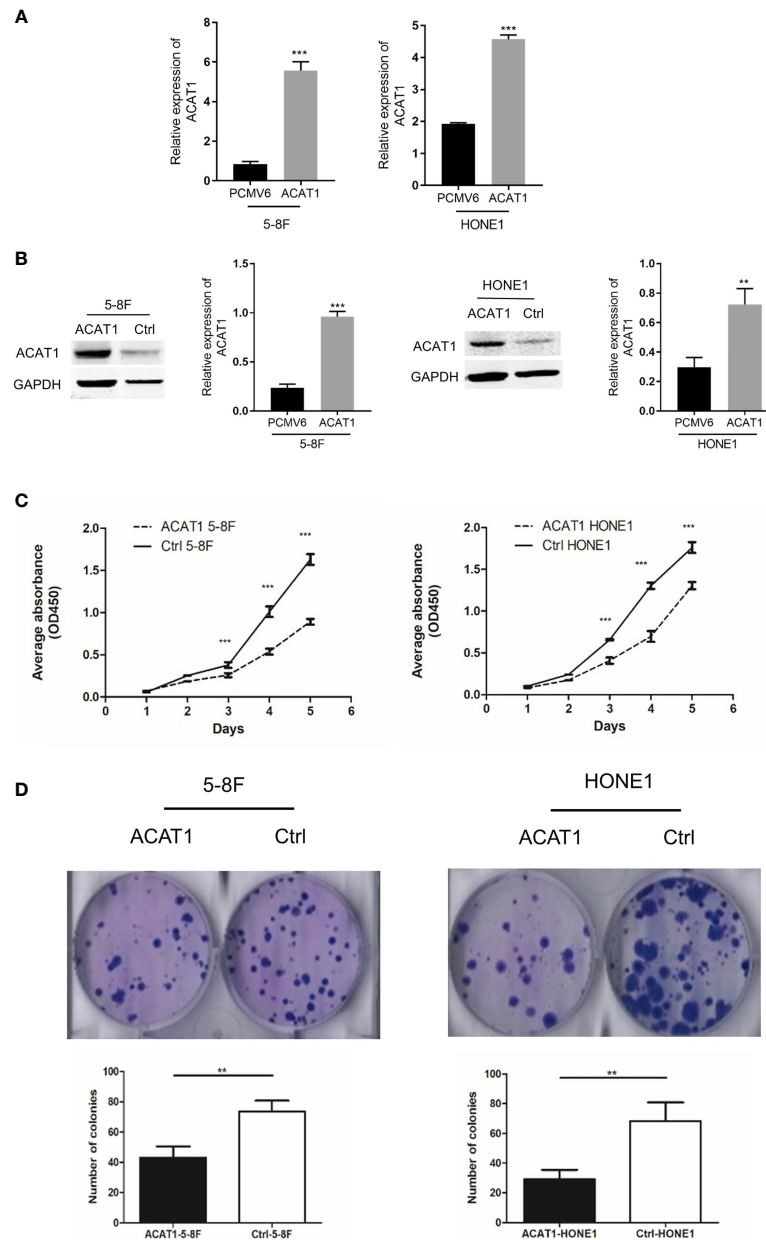 A
Relative expression of
ACAT1
8
6
4
2
0
***
PCMV6 ACAT1
5-8F
Relative expression of
ACAT1
5
4
3
2
1
0
***
PCMV6 ACAT1
HONE1
B
5-8F
ACAT1 Ctrl
ACAT1
GAPDH
Relative expression of
ACAT1
1.5
1.0
0.5
0.0
***
PCMV6 ACAT1
5-8F
HONE1
ACAT1 Ctrl
ACAT1
GAPDH
Relative expression of
ACAT1
1.0
0.8
0.6
0.4
0.2
0.0
**
PCMV6 ACAT1
HONE1
C
Average absorbance
(OD450)
2.0
1.5
1.0
0.5
0.0
ACAT1 5-8F
Ctrl 5-8F
***
***
***
0 1 2 3 4 5 6
Days
Average absorbance
(OD450)
2.0
1.5
1.0
0.5
0.0
ACAT1 HONE1
Ctrl HONE1
***
***
***
0 1 2 3 4 5 6
Days
D
5-8F
ACAT1 Ctrl
HONE1
ACAT1 Ctrl
Number of colonies
100
80
60
40
20
0
**
ACAT1-5-8F Ctrl-5-8F
Number of colonies
100
80
60
40
20
0
**
ACAT1-HONE1 Ctrl-HONE1